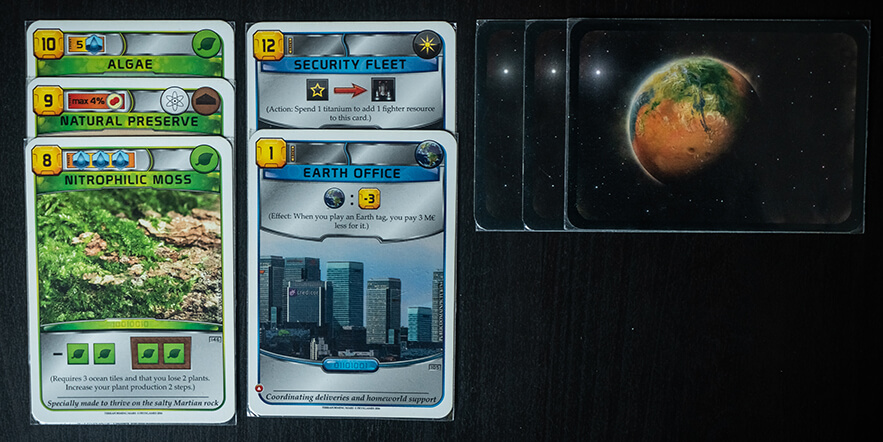 10
5
ALGAE
9
max 4%
NATURAL PRESERVE
8
NITROPHILIC MOSS
(Requires 3 ocean tiles and that you lose 2 plants.
Increase your plant production 2 steps.)
Specially made to thrive on the salty Martian rock
12
SECURITY FLEET
(Action: Spend 1 titanium to add 1 fighter resource
to this card.)
1
EARTH OFFICE
: -3
(Effect: When you play an Earth tag, you pay 3 M€
less for it.)
Coordinating deliveries and homeworld support